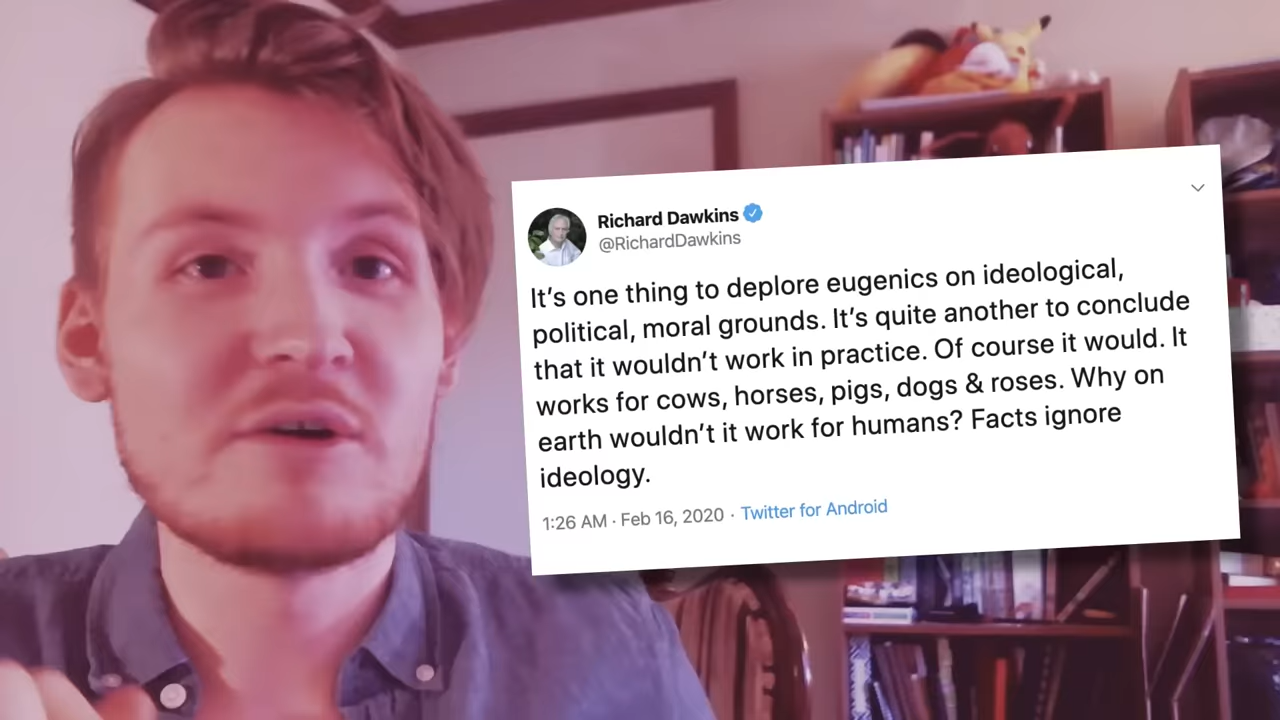 Richard Dawkins
@RichardDawkins
It’s one thing to deplore eugenics on ideological,
political, moral grounds. It’s quite another to conclude
that it wouldn’t work in practice. Of course it would. It
works for cows, horses, pigs, dogs & roses. Why on
earth wouldn’t it work for humans? Facts ignore
ideology.
1:26 AM · Feb 16, 2020 · Twitter for Android